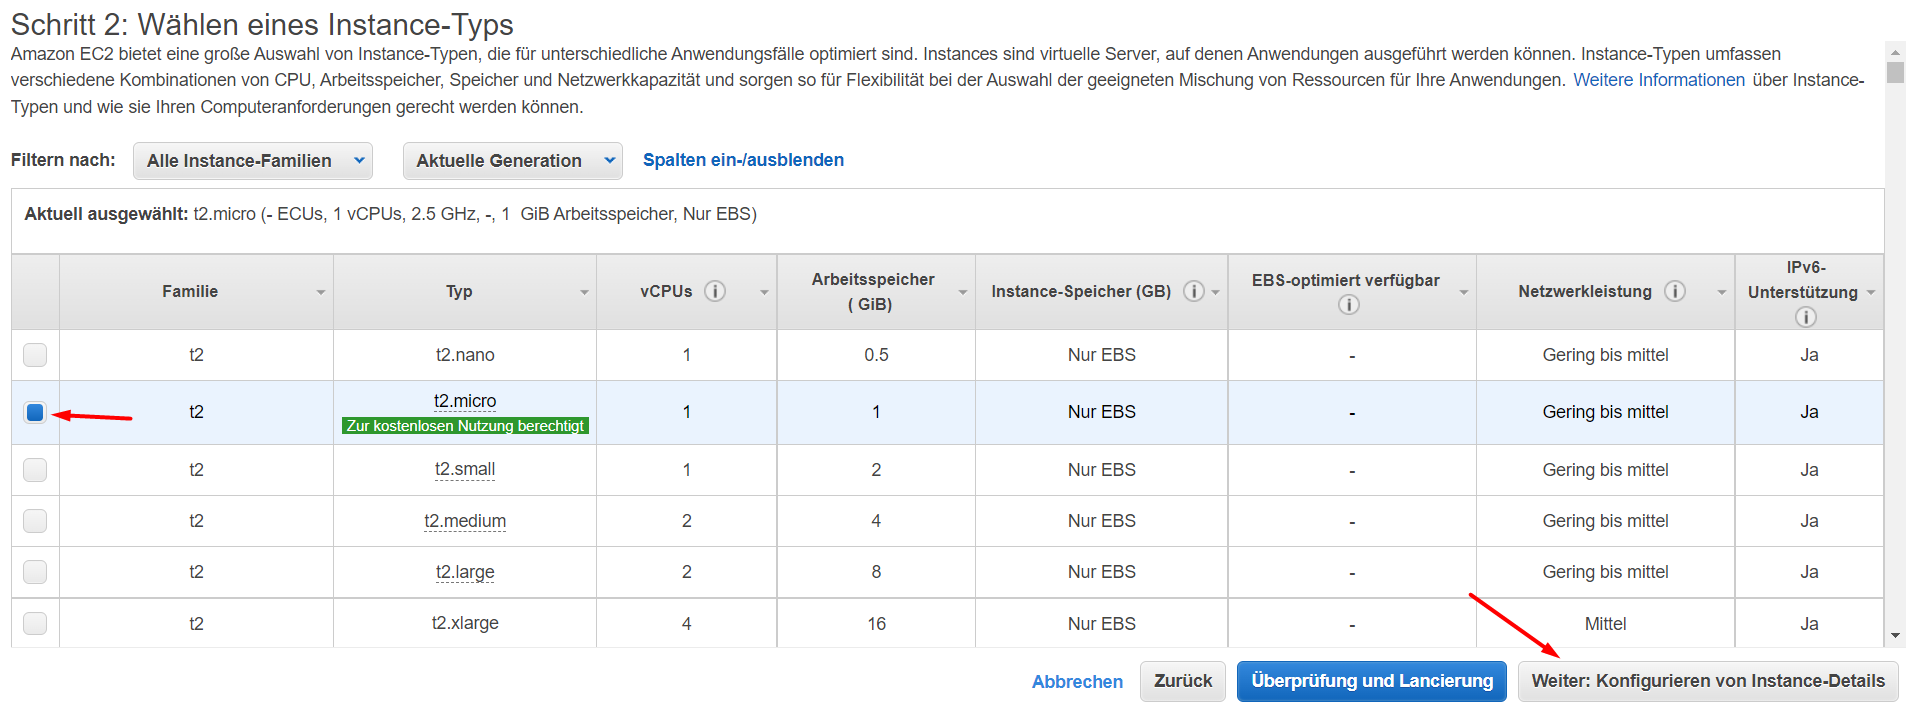 Schritt 2: Wählen eines Instance-Typs
Amazon EC2 bietet eine große Auswahl von Instance-Typen, die für unterschiedliche Anwendungsfälle optimiert sind. Instances sind virtuelle Server, auf denen Anwendungen ausgeführt werden können. Instance-Typen umfassen
verschiedene Kombinationen von CPU, Arbeitsspeicher, Speicher und Netzwerkkapazität und sorgen so für Flexibilität bei der Auswahl der geeigneten Mischung von Ressourcen für Ihre Anwendungen. Weitere Informationen über Instance-
Typen und wie sie Ihren Computeranforderungen gerecht werden können.
Filtern nach: Alle Instance-Familien Aktuelle Generation Spalten ein-/ausblenden
Aktuell ausgewählt: t2.micro (- ECUs, 1 vCPUs, 2.5 GHz, -, 1 GiB Arbeitsspeicher, Nur EBS)
Familie Typ vCPUs i Arbeitsspeicher ( GiB) Instance-Speicher (GB) i EBS-optimiert verfügbar i Netzwerkleistung i IPv6-Unterstützung i
t2 t2.nano 1 0.5 Nur EBS - Gering bis mittel Ja
t2 t2.micro 1 1 Nur EBS - Gering bis mittel Ja
Zur kostenlosen Nutzung berechtigt
t2 t2.small 1 2 Nur EBS - Gering bis mittel Ja
t2 t2.medium 2 4 Nur EBS - Gering bis mittel Ja
t2 t2.large 2 8 Nur EBS - Gering bis mittel Ja
t2 t2.xlarge 4 16 Nur EBS - Mittel Ja
Abbrechen Zurück Überprüfung und Lancierung Weiter: Konfigurieren von Instance-Details